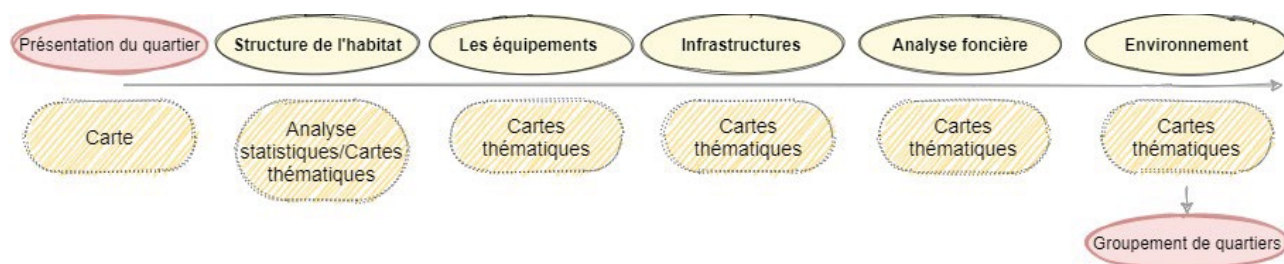 Présentation du quartier
Structure de l'habitat
Les équipements
Infrastructures
Analyse foncière
Environnement
Carte
Analyse
statistiques/Cartes
thématiques
Cartes
thématiques
Cartes
thématiques
Cartes
thématiques
Cartes
thématiques
Groupement de quartiers